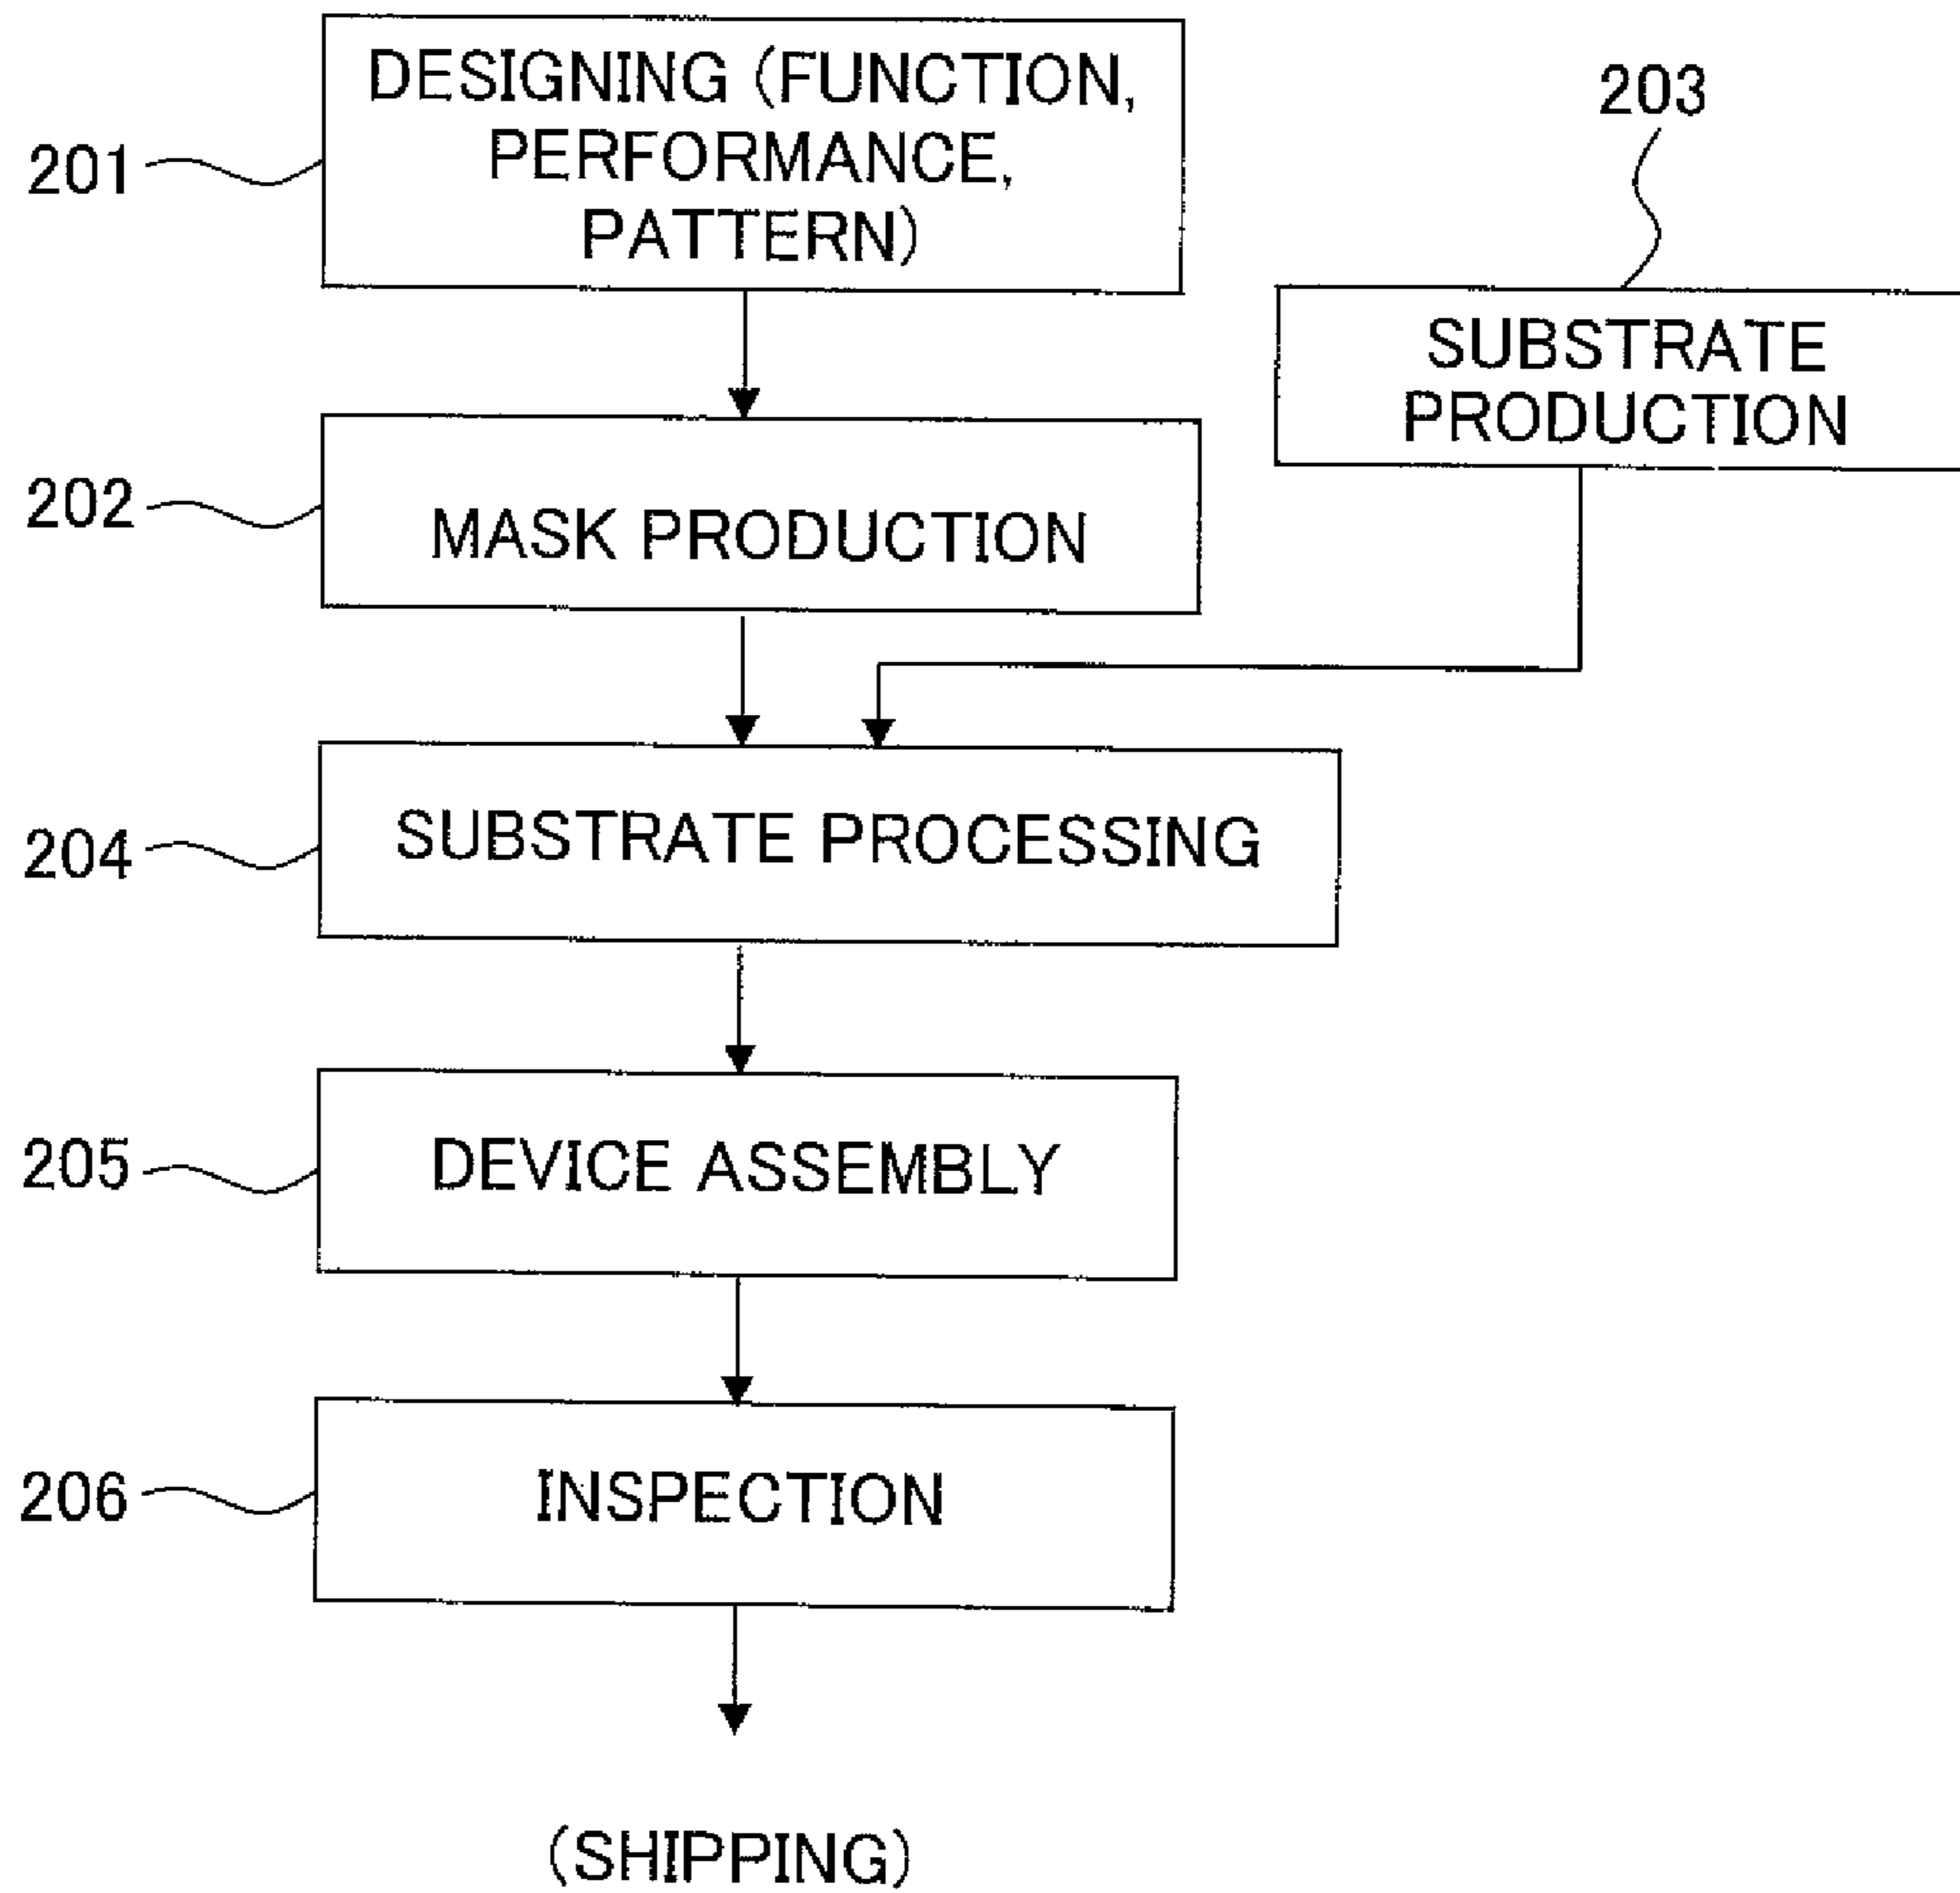 201
DESIGNING (FUNCTION,
PERFORMANCE,
PATTERN)
203
SUBSTRATE
PRODUCTION
202
MASK PRODUCTION
204
SUBSTRATE PROCESSING
205
DEVICE ASSEMBLY
206
INSPECTION
(SHIPPING)